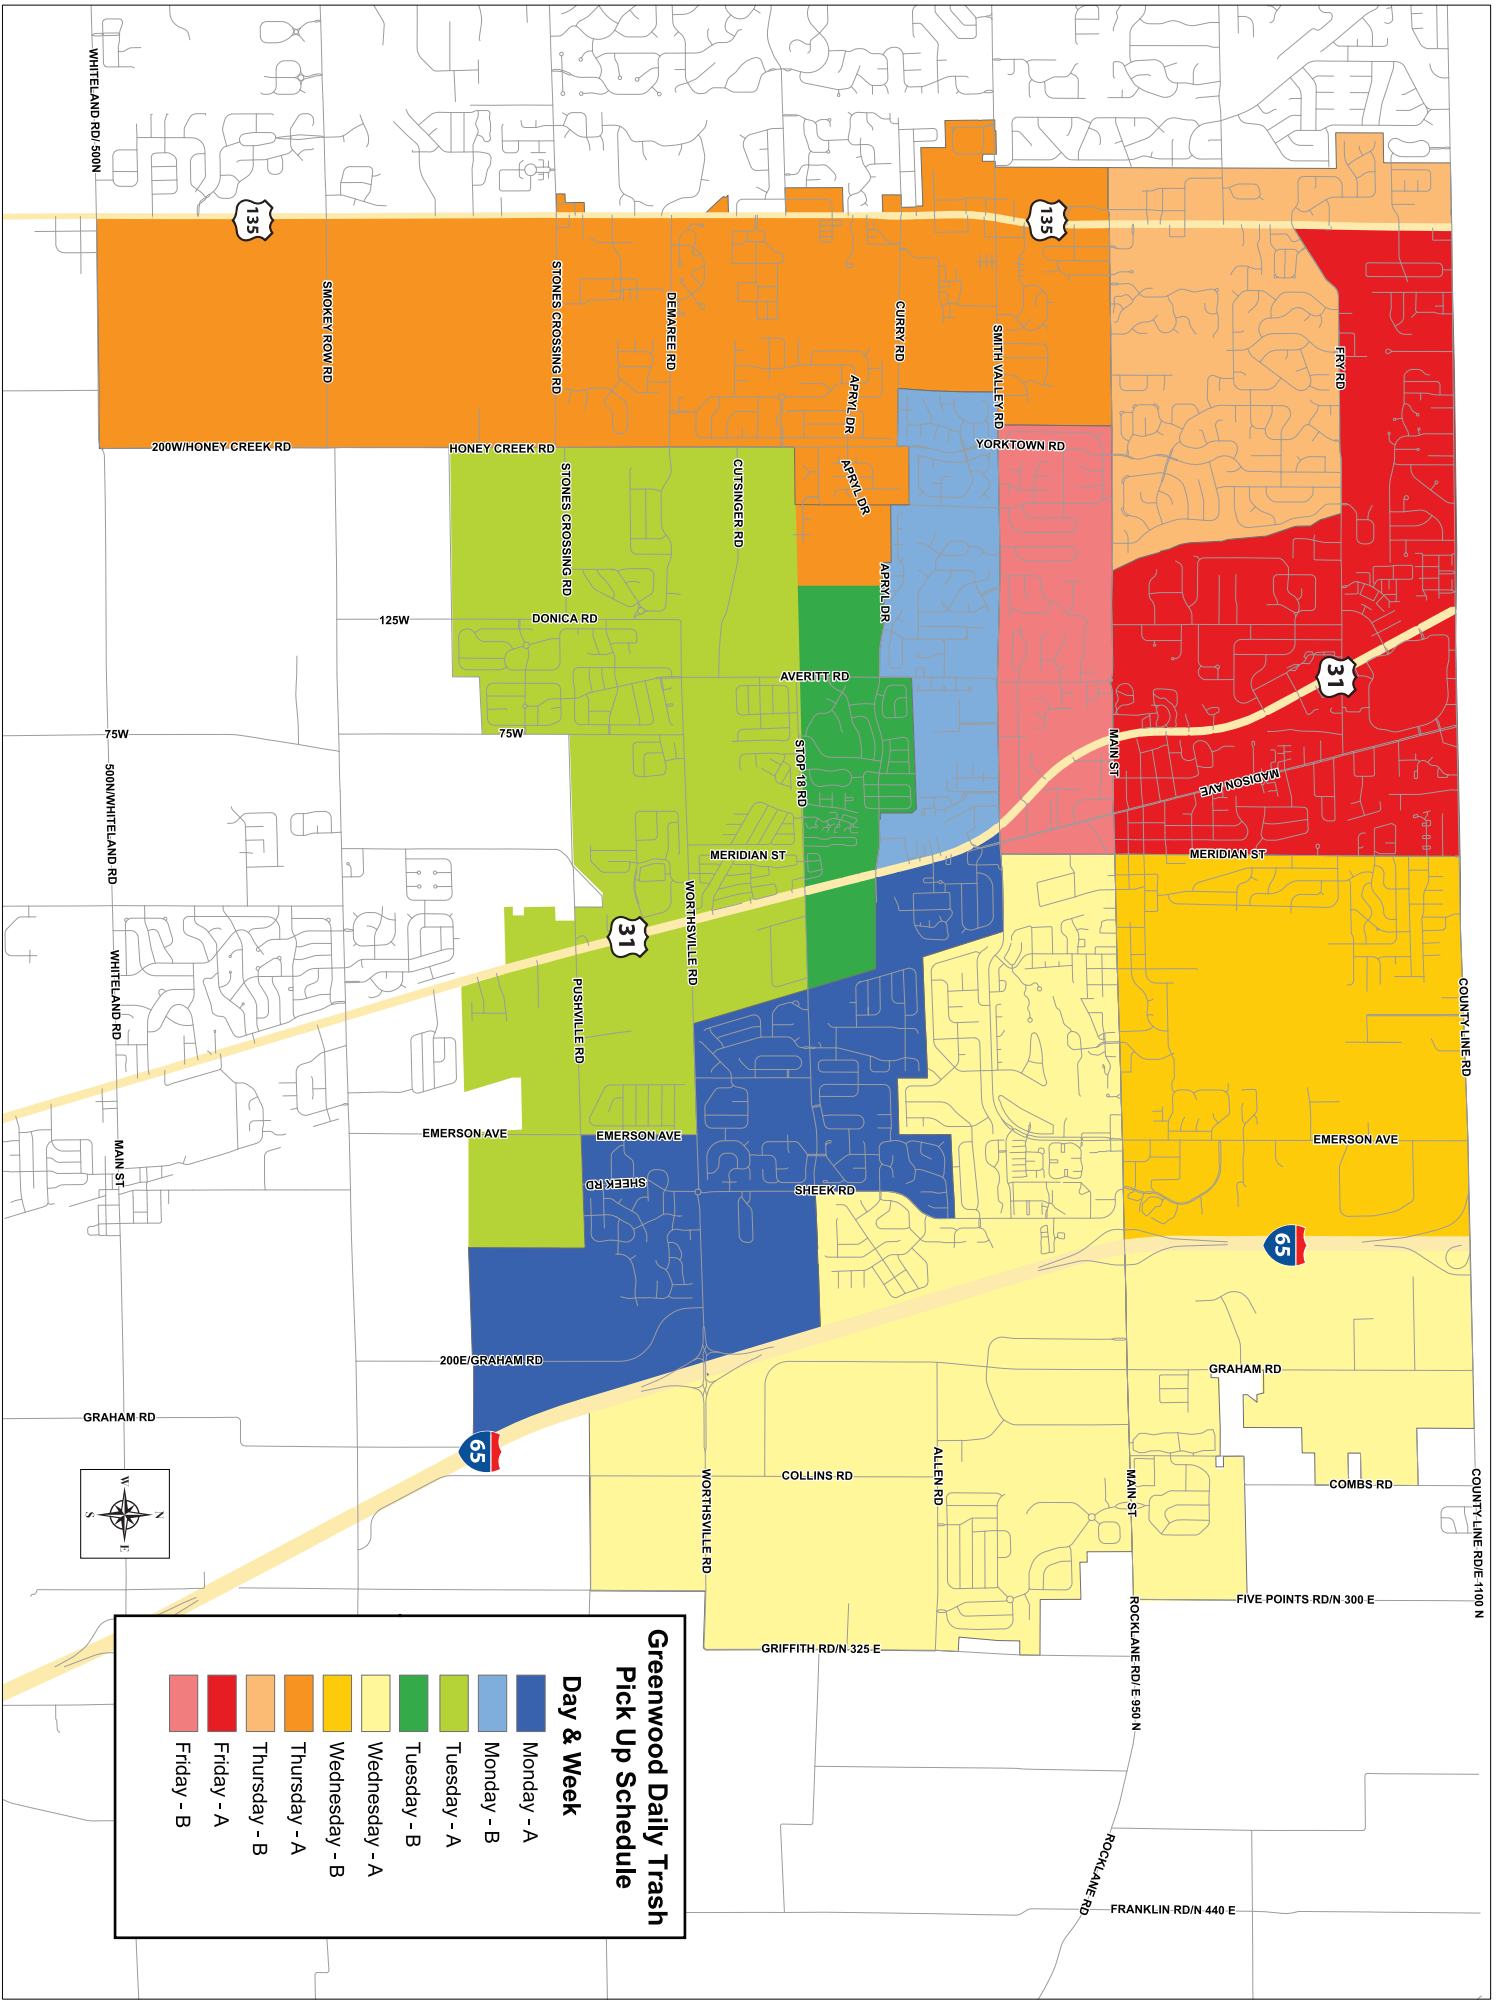 Greenwood Daily Trash
Pick Up Schedule
Day & Week
Monday - A
Monday - B
Tuesday - A
Tuesday - B
Wednesday - A
Wednesday - B
Thursday - A
Thursday - B
Friday - A
Friday - B
COUNTY LINE RD
COUNTY LINE RD/E 1100 N
FRY RD
MADISON AVE
MERIDIAN ST
EMERSON AVE
GRAHAM RD
COMBS RD
FIVE POINTS RD/N 300 E
FRANKLIN RD/N 440 E
MAIN ST
MAIN ST
ROCKLANE RD/ E 950 N
ROCKLANE RD
YORKTOWN RD
SMITH VALLEY RD
CURRY RD
APRYL DR
APRYL DR
APRYL DR
AVERITT RD
STOP 18 RD
MERIDIAN ST
SHEEK RD
ALLEN RD
COLLINS RD
GRIFFITH RD/N 325 E
CUTSINGER RD
DEMAREE RD
WORTHSVILLE RD
WORTHSVILLE RD
EMERSON AVE
SHEEK RD
STONES CROSSING RD
STONES CROSSING RD
HONEY CREEK RD
DONICA RD
75W
PUSHVILLE RD
EMERSON AVE
200E/GRAHAM RD
125W
SMOKEY ROW RD
200W/HONEY CREEK RD
WHITELAND RD/ 500N
75W
500N/WHITELAND RD
WHITELAND RD
MAIN ST
GRAHAM RD
135
135
31
31
65
65
N
W
E
S